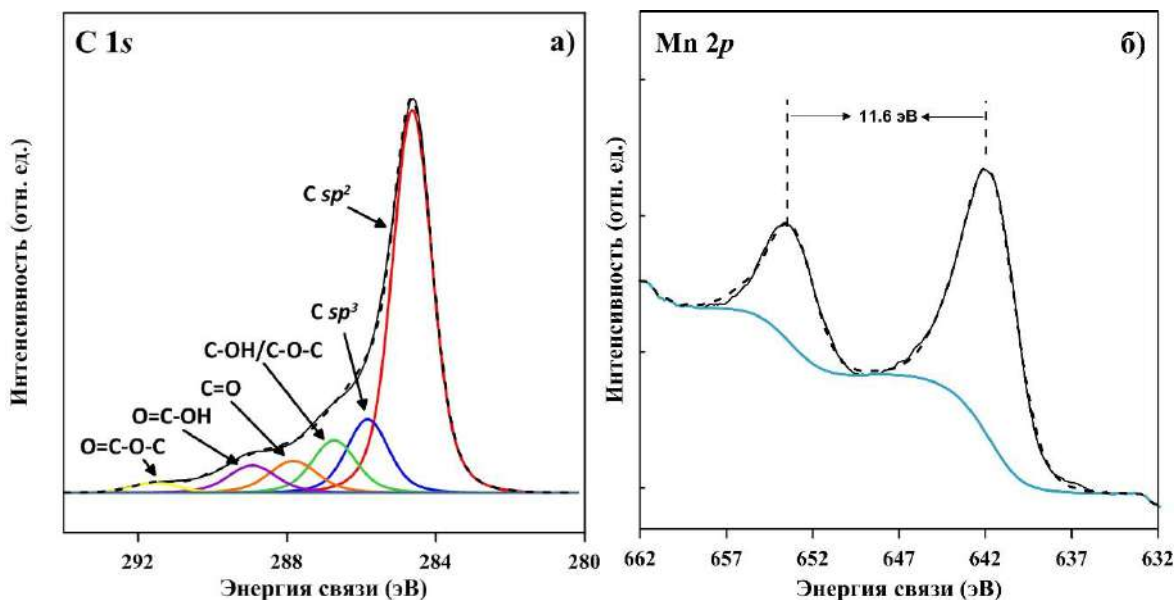 C 1s
а)
Интенсивность (отн. ед.)
C sp²
C sp³
C-OH/C-O-C
C=O
O=C-OH
O=C-O-C
292
288
284
280
Энергия связи (эВ)
Mn 2p
б)
11.6 эВ
Интенсивность (отн. ед.)
662
657
652
647
642
637
632
Энергия связи (эВ)